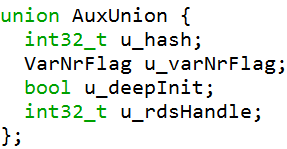 union AuxUnion {
  int32_t u_hash;
  VarNrFlag u_varNrFlag;
  bool u_deepInit;
  int32_t u_rdsHandle;
};